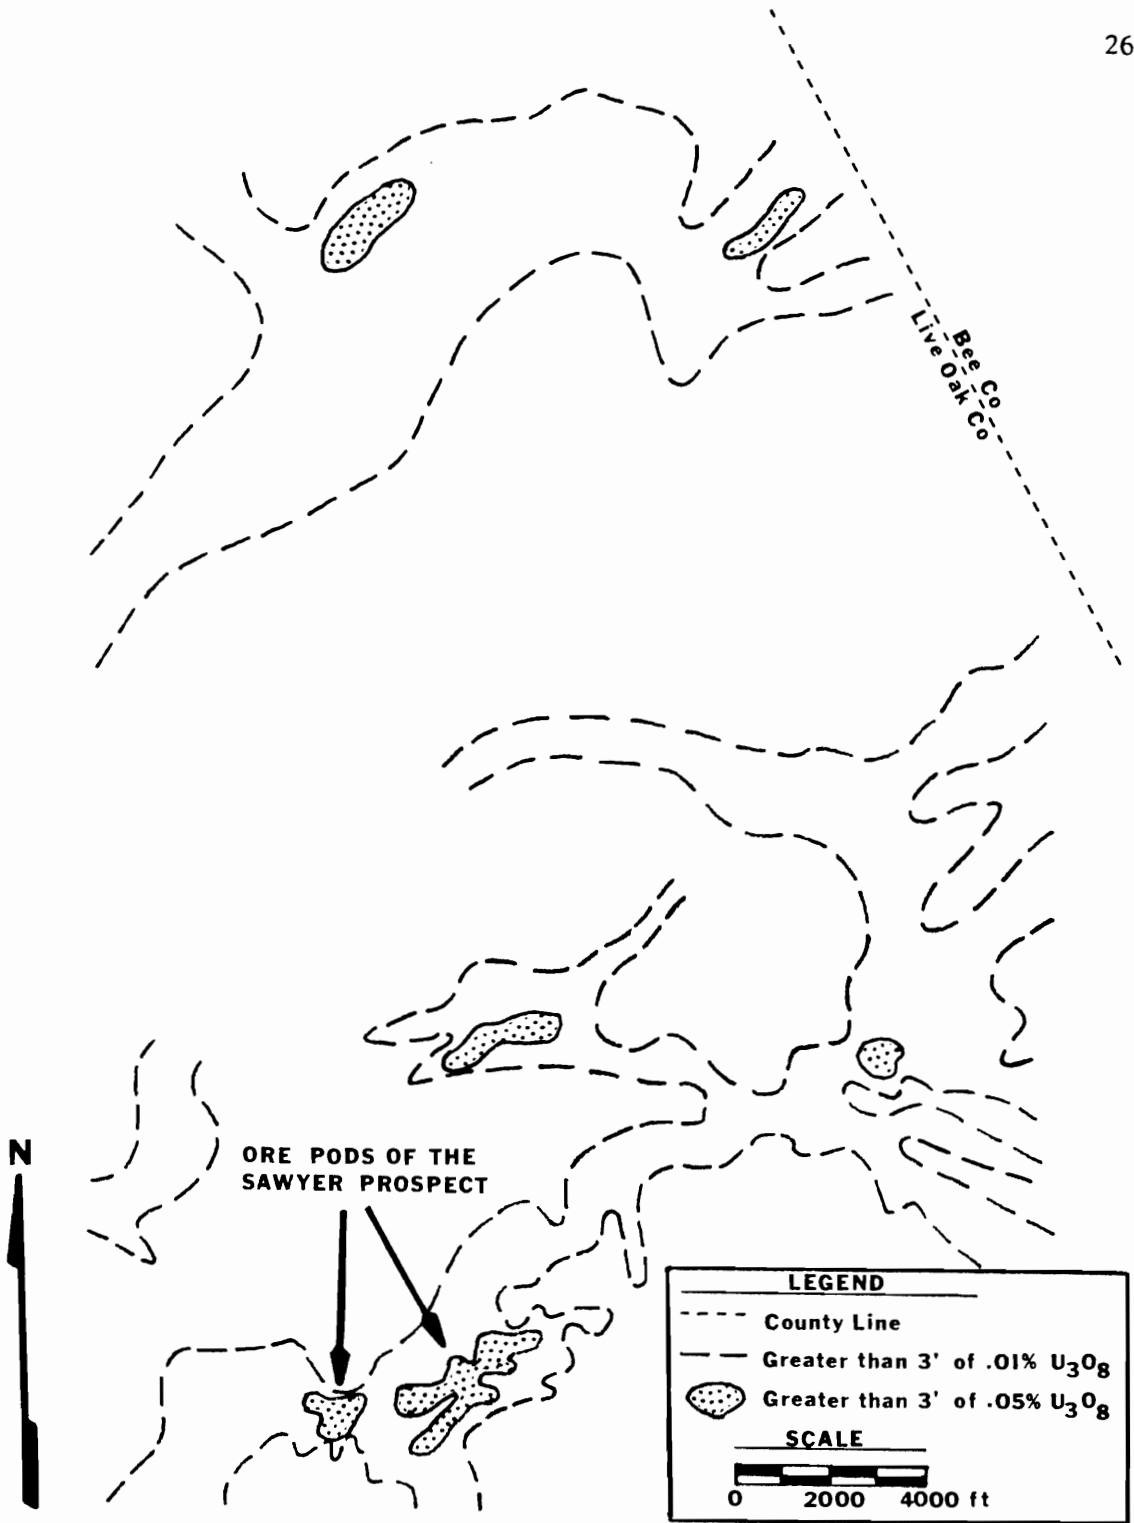 26
Bee Co
Live Oak Co
N
ORE PODS OF THE
SAWYER PROSPECT
LEGEND
County Line
Greater than 3' of .01% U₃O₈
Greater than 3' of .05% U₃O₈
SCALE
0 2000 4000 ft